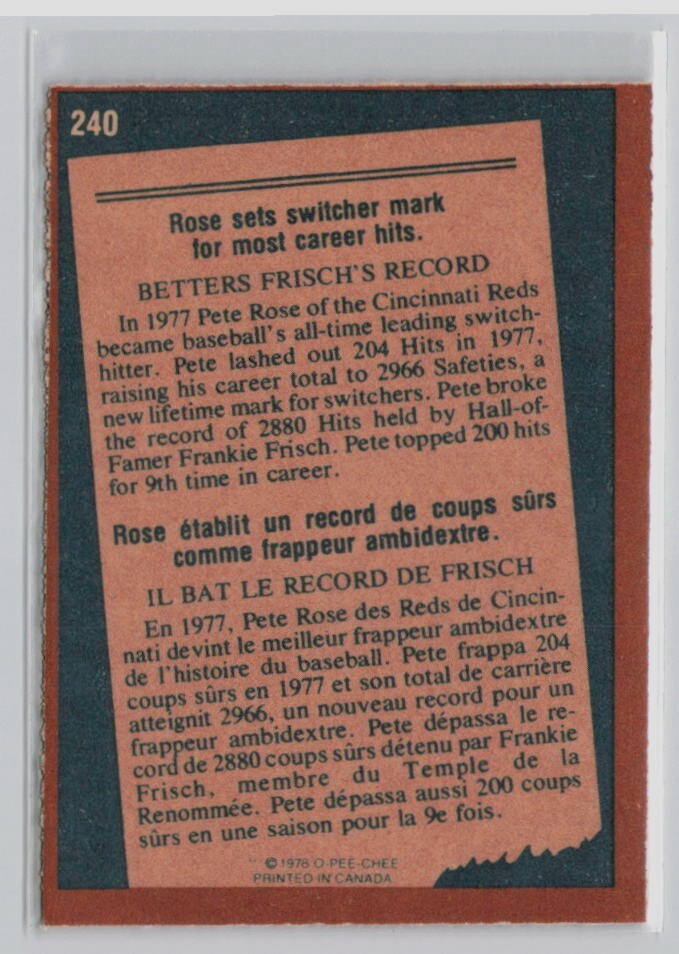 240
Rose sets switcher mark
for most career hits.
BETTERS FRISCH'S RECORD
In 1977 Pete Rose of the Cincinnati Reds
became baseball's all-time leading switch-
hitter. Pete lashed out 204 Hits in 1977,
raising his career total to 2966 Safeties, a
new lifetime mark for switchers. Pete broke
the record of 2880 Hits held by Hall-of-
Famer Frankie Frisch. Pete topped 200 hits
for 9th time in career.
Rose établit un record de coups sûrs
comme frappeur ambidextre.
IL BAT LE RECORD DE FRISCH
En 1977, Pete Rose des Reds de Cincin-
nati devint le meilleur frappeur ambidextre
de l'histoire du baseball. Pete frappa 204
coups sûrs en 1977 et son total de carrière
atteignit 2966, un nouveau record pour un
frappeur ambidextre. Pete dépassa le re-
cord de 2880 coups sûrs détenu par Frankie
Frisch, membre du Temple de la
Renommée. Pete dépassa aussi 200 coups
sûrs en une saison pour la 9e fois.
© 1978 O-PEE-CHEE
PRINTED IN CANADA